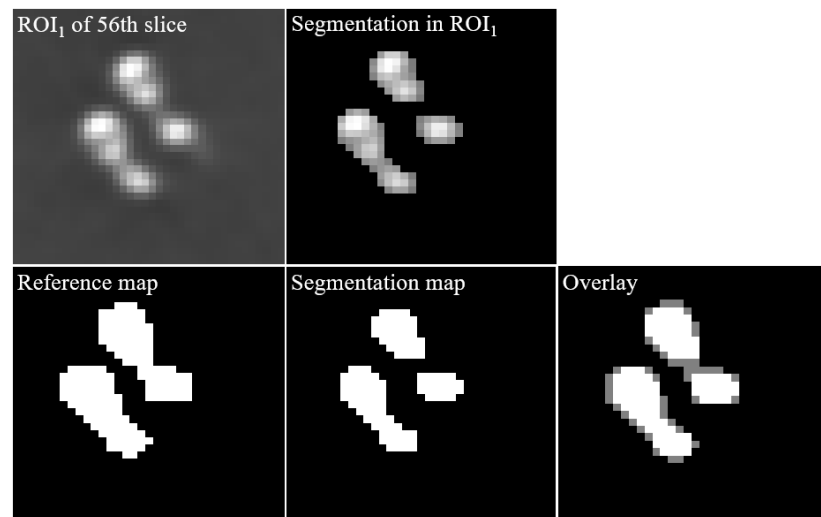 ROI₁ of 56th slice
Segmentation in ROI₁
Reference map
Segmentation map
Overlay